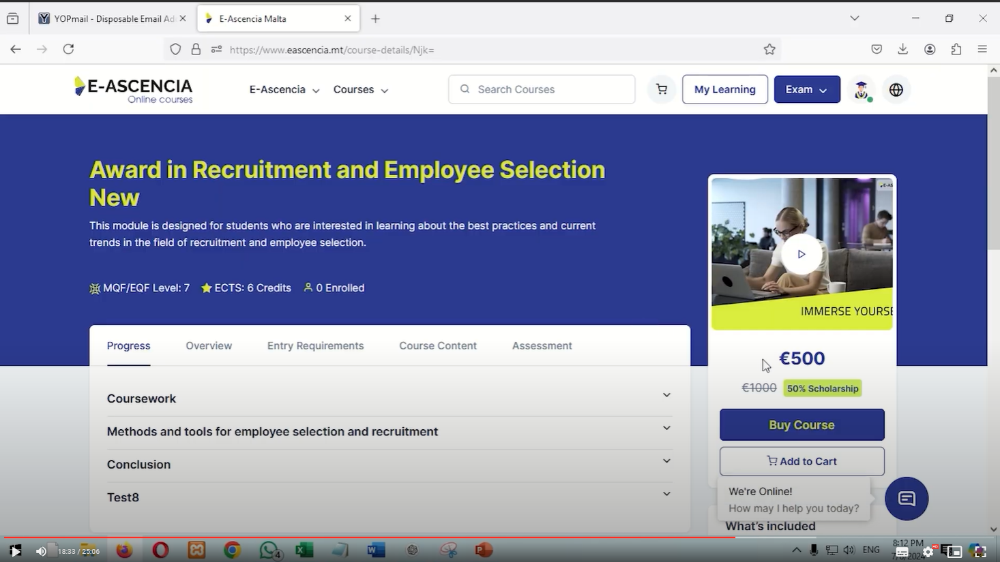 YOPmail - Disposable Email Ad
E-Ascencia Malta
https://www.eascencia.mt/course-details/Njk=
E-ASCENCIA
Online courses
E-Ascencia
Courses
Search Courses
My Learning
Exam
Award in Recruitment and Employee Selection
New
This module is designed for students who are interested in learning about the best practices and current
trends in the field of recruitment and employee selection.
MQF/EQF Level: 7
ECTS: 6 Credits
0 Enrolled
IMMERSE YOURSE
Progress
Overview
Entry Requirements
Course Content
Assessment
Coursework
Methods and tools for employee selection and recruitment
Conclusion
Test8
€500
€1000
50% Scholarship
Buy Course
Add to Cart
We're Online!
How may I help you today?
What's included
18:33 / 25:06
4
ENG
8:12 PM
HD